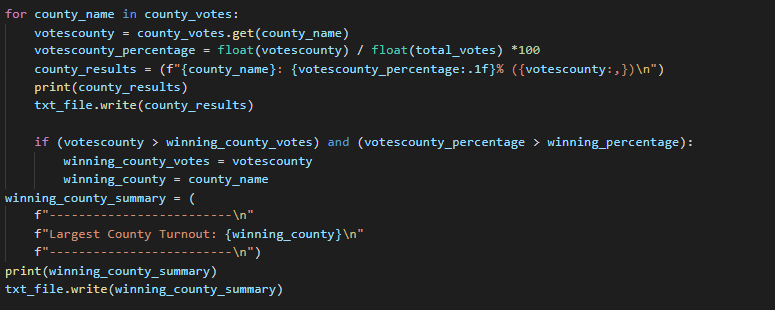 for county_name in county_votes:
    votescounty = county_votes.get(county_name)
    votescounty_percentage = float(votescounty) / float(total_votes) *100
    county_results = (f"{county_name}: {votescounty_percentage:.1f}% ({votescounty:,})\n")
    print(county_results)
    txt_file.write(county_results)

    if (votescounty > winning_county_votes) and (votescounty_percentage > winning_percentage):
        winning_county_votes = votescounty
        winning_county = county_name
winning_county_summary = (
    f"-------------------------\n"
    f"Largest County Turnout: {winning_county}\n"
    f"-------------------------\n")
print(winning_county_summary)
txt_file.write(winning_county_summary)